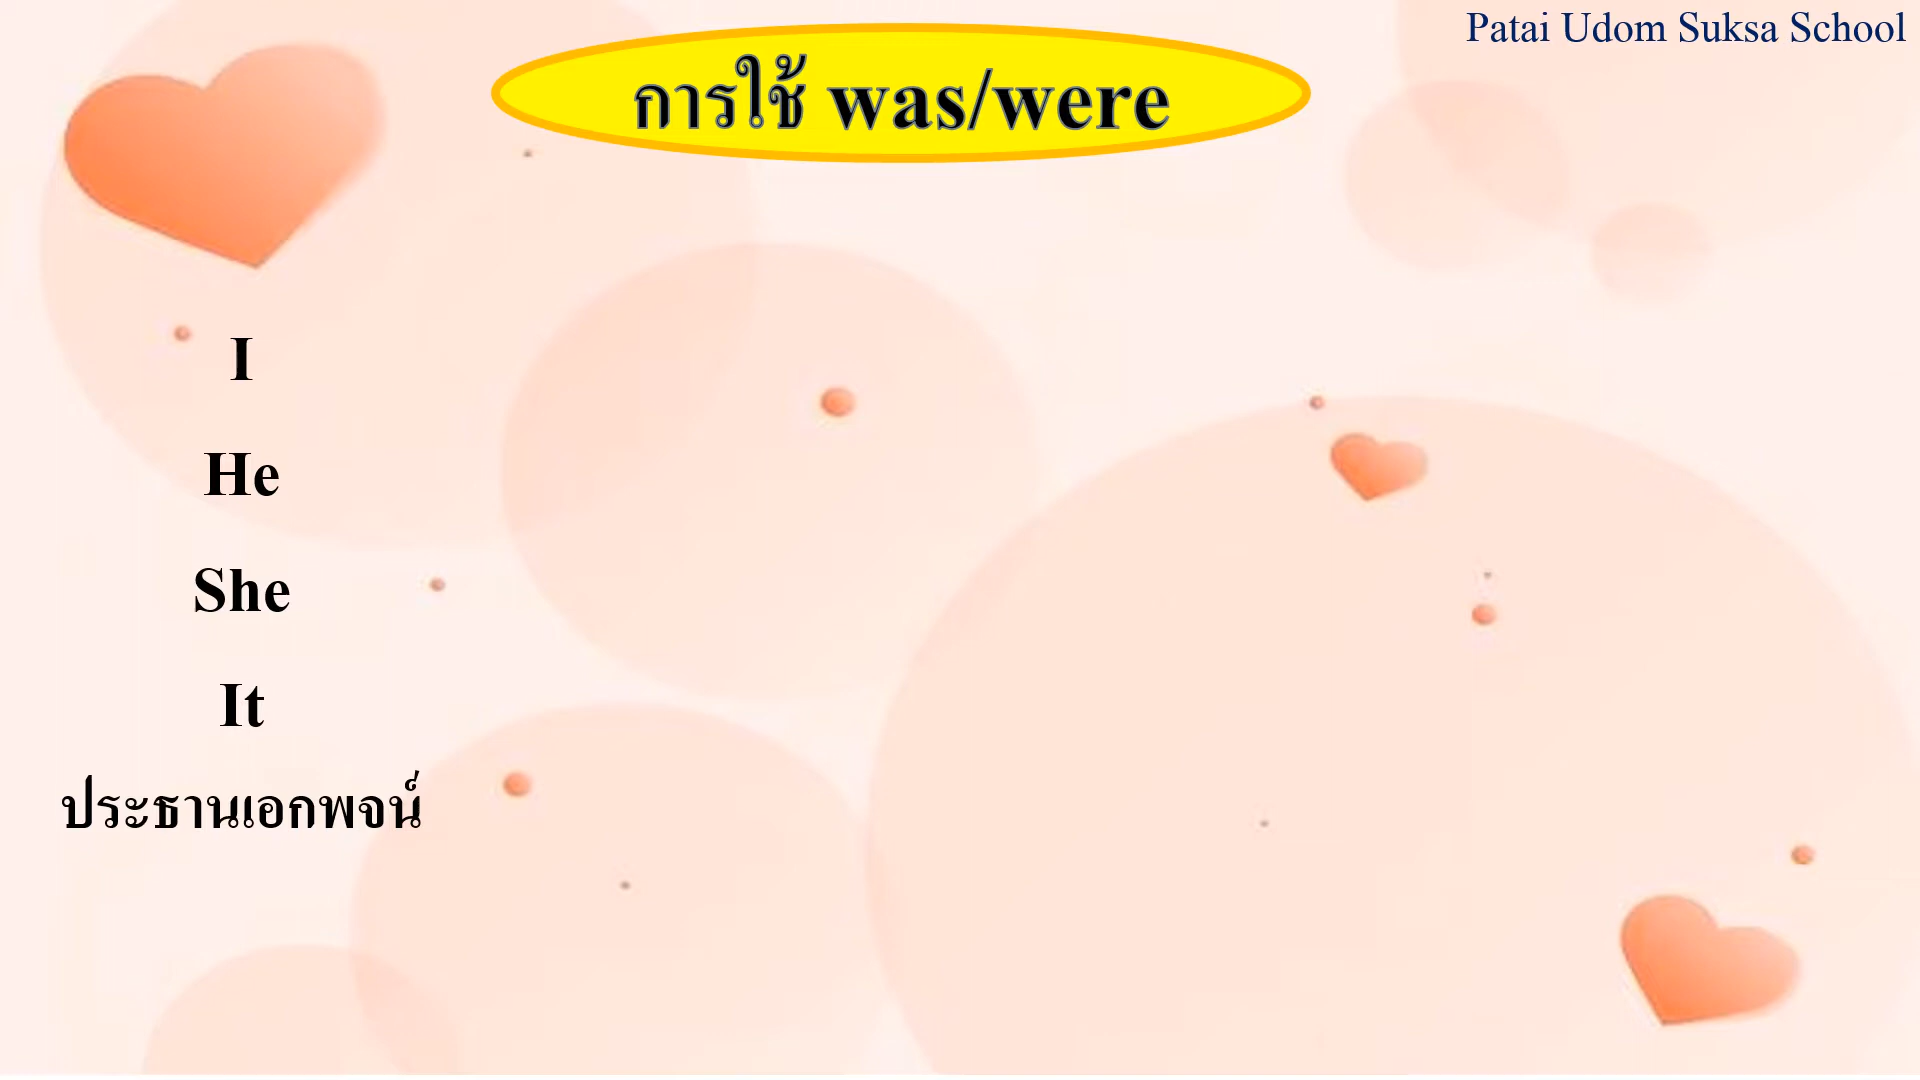 Patai Udom Suksa School
การใช้ was/were
I
He
She
It
ประธานเอกพจน์